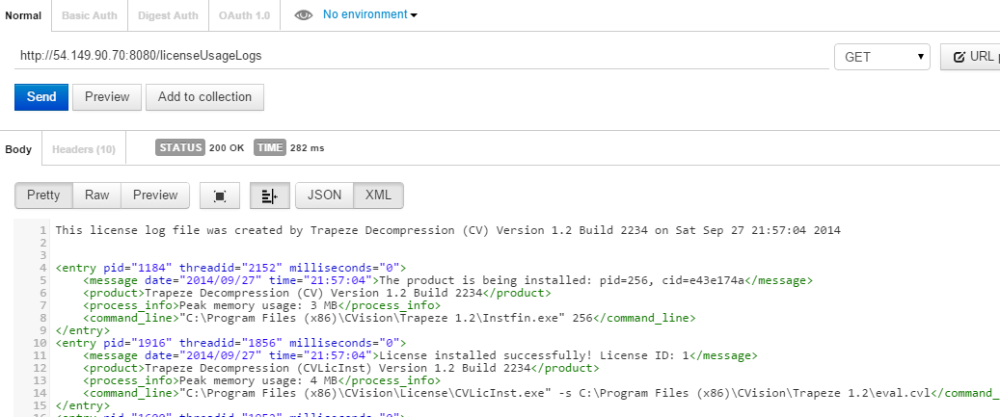 Normal Basic Auth Digest Auth OAuth 1.0 No environment
http://54.149.90.70:8080/licenseUsageLogs GET URL
Send Preview Add to collection
Body Headers (10) STATUS 200 OK TIME 282 ms
Pretty Raw Preview JSON XML
1 This license log file was created by Trapeze Decompression (CV) Version 1.2 Build 2234 on Sat Sep 27 21:57:04 2014
2
3
4 <entry pid="1184" threadid="2152" milliseconds="0">
5 <message date="2014/09/27" time="21:57:04">The product is being installed: pid=256, cid=e43e174a</message>
6 <product>Trapeze Decompression (CV) Version 1.2 Build 2234</product>
7 <process_info>Peak memory usage: 3 MB</process_info>
8 <command_line>"C:\Program Files (x86)\CVision\Trapeze 1.2\Instfin.exe" 256</command_line>
9 </entry>
10 <entry pid="1916" threadid="1856" milliseconds="0">
11 <message date="2014/09/27" time="21:57:04">License installed successfully! License ID: 1</message>
12 <product>Trapeze Decompression (CVLicInst) Version 1.2 Build 2234</product>
13 <process_info>Peak memory usage: 4 MB</process_info>
14 <command_line>"C:\Program Files (x86)\CVision\License\CVLicInst.exe" -s C:\Program Files (x86)\CVision\Trapeze 1.2\eval.cvl</command_
15 </entry>